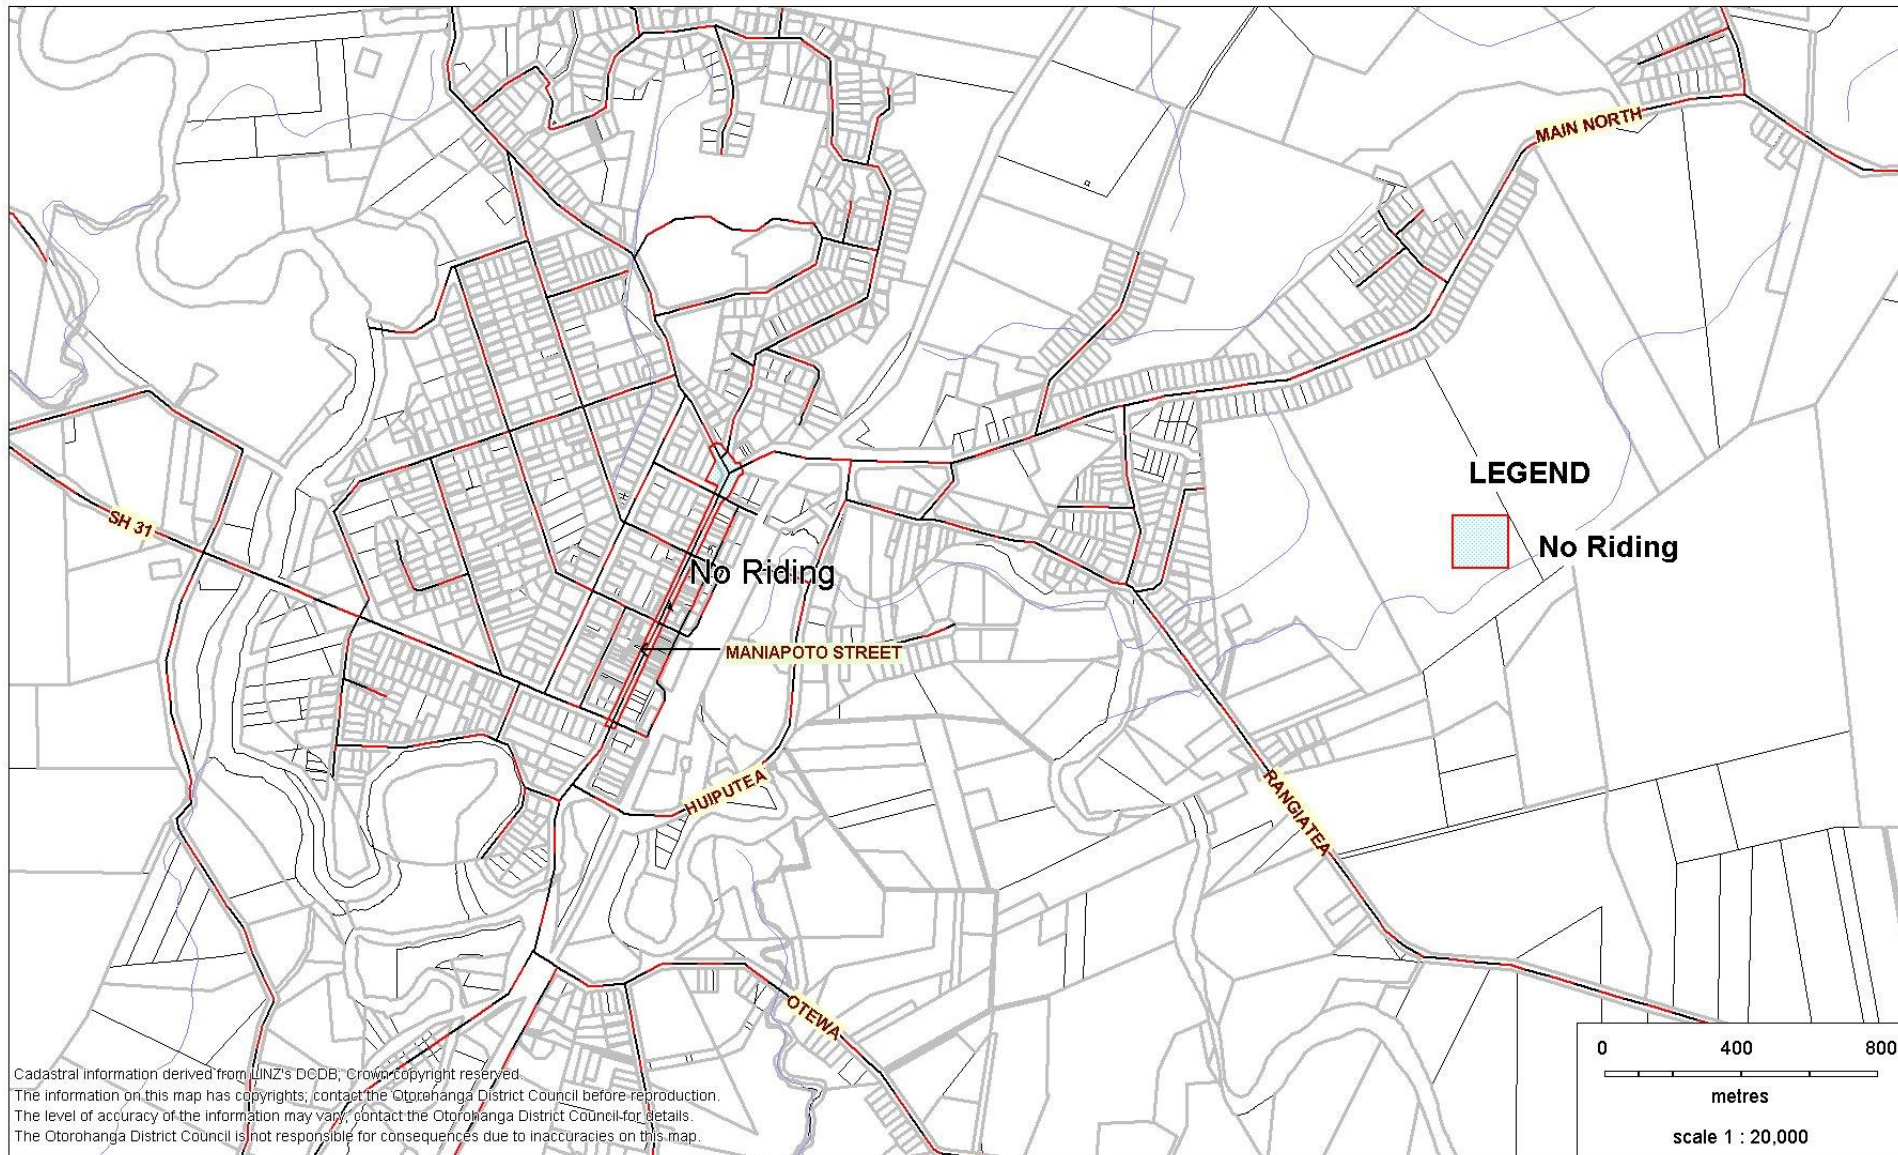 MAIN NORTH
LEGEND
No Riding
SH 31
No Riding
MANIAPOTO STREET
HUIPUTEA
RANGIATEA
OTEWA
0 400 800
metres
scale 1 : 20,000
Cadastral information derived from LINZ's DCDB, Crown copyright reserved.
The information on this map has copyrights; contact the Otorohanga District Council before reproduction.
The level of accuracy of the information may vary, contact the Otorohanga District Council for details.
The Otorohanga District Council is not responsible for consequences due to inaccuracies on this map.